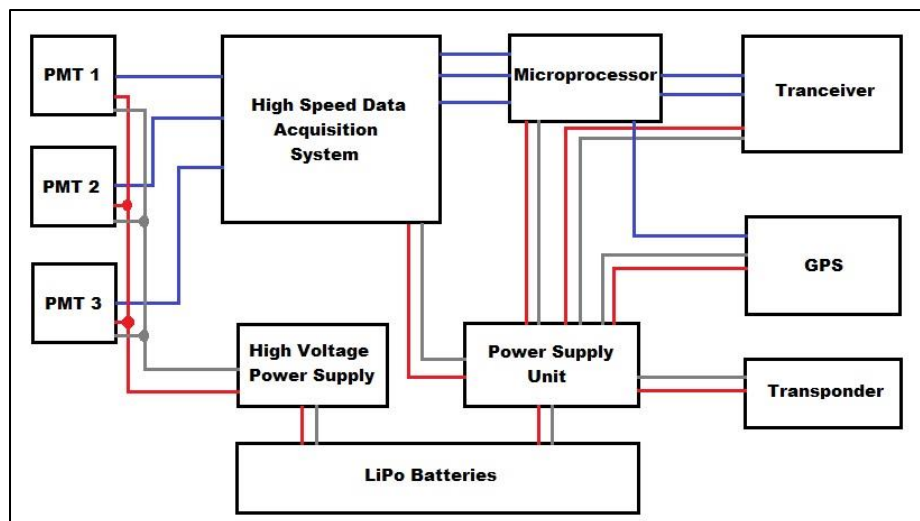 PMT 1
High Speed Data
Acquisition
System
Microprocessor
Tranceiver
PMT 2
PMT 3
GPS
High Voltage
Power Supply
Power Supply
Unit
Transponder
LiPo Batteries